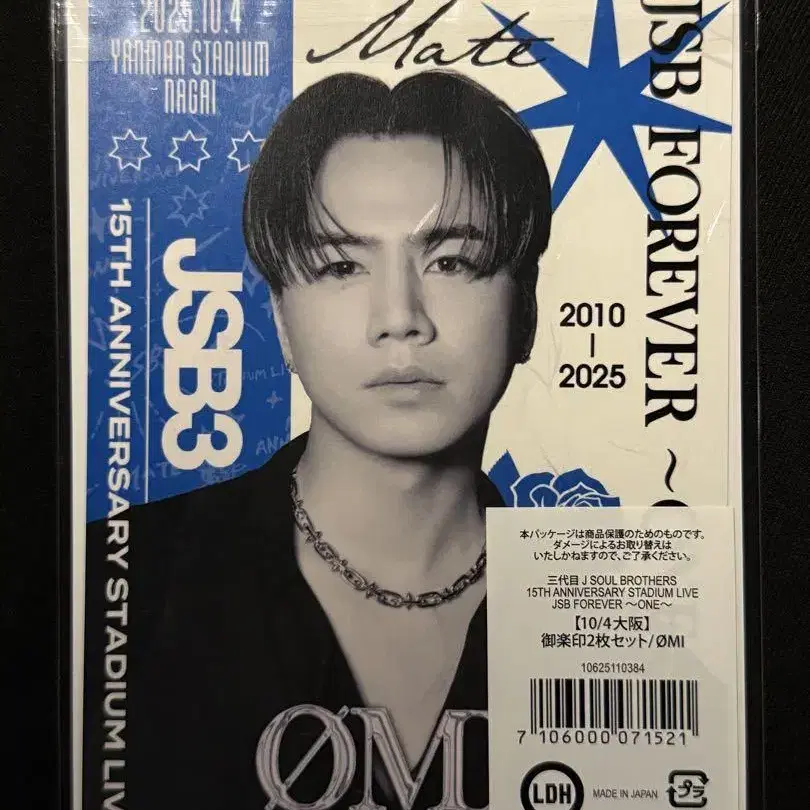 2025.10.4
YANMAR STADIUM
NAGAI
Mate
JSB FOREVER ~
15TH ANNIVERSARY STADIUM LIV
JSB3
2010
-
2025
ØMI
本パッケージは商品保護のためのものです。
ダメージによるお取り替えは
いたしかねますので、ご了承ください。
三代目 J SOUL BROTHERS
15TH ANNIVERSARY STADIUM LIVE
JSB FOREVER ~ONE~
【10/4大阪】
御楽印2枚セット/ØMI
10625110384
7 106000 071521
LDH
MADE IN JAPAN
プラ